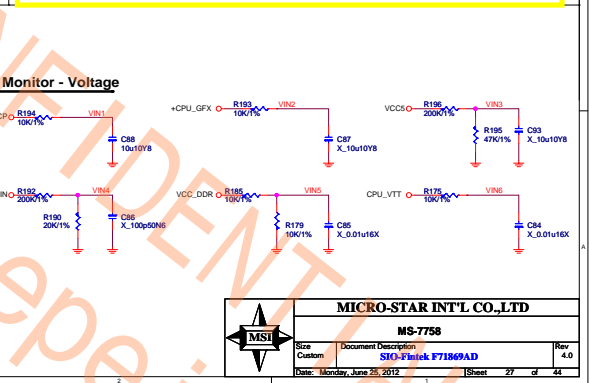 Monitor - Voltage
CP R194 10K/1% VIN1 C88 10u10Y8
+CPU_GFX R193 10K/1% VIN2 C87 X_10u10Y8
VCC5 R196 200K/1% VIN3 R195 47K/1% C93 X_10u10Y8
IN R192 200K/1% VIN4 R190 20K/1% C86 X_100p50N6
VCC_DDR R185 10K/1% VIN5 R179 10K/1% C85 X_0.01u16X
CPU_VTT R175 10K/1% VIN6 C84 X_0.01u16X
A
MSI
MICRO-STAR INT'L CO.,LTD
MS-7758
Size Custom
Document Description
SIO-Fintek F71869AD
Rev 4.0
Date: Monday, June 25, 2012
Sheet 27 of 44
2 1